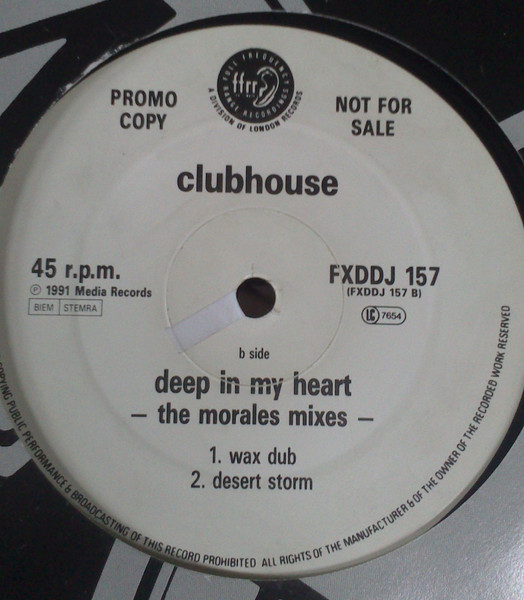 FULL FREQUENCY
ffrr
RANGE RECORDINGS
A DIVISION OF LONDON RECORDS
PROMO
COPY
NOT FOR
SALE
clubhouse
45 r.p.m.
℗ 1991 Media Records
BIEM STEMRA
FXDDJ 157
(FXDDJ 157 B)
LC 7654
b side
deep in my heart
– the morales mixes –
1. wax dub
2. desert storm
COPYING PUBLIC PERFORMANCE & BROADCASTING OF THIS RECORD PROHIBITED ALL RIGHTS OF THE MANUFACTURER & OF THE OWNER OF THE RECORDED WORK RESERVED